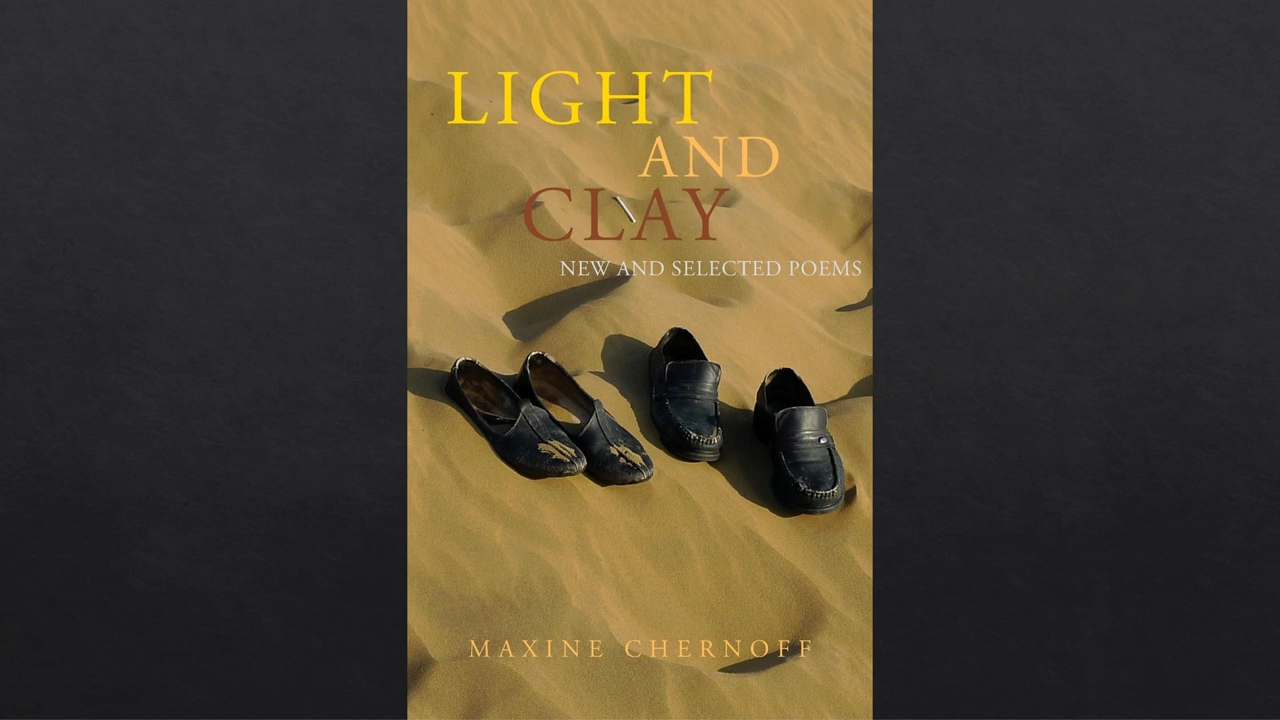 LIGHT
AND
CLAY
NEW AND SELECTED POEMS
MAXINE CHERNOFF